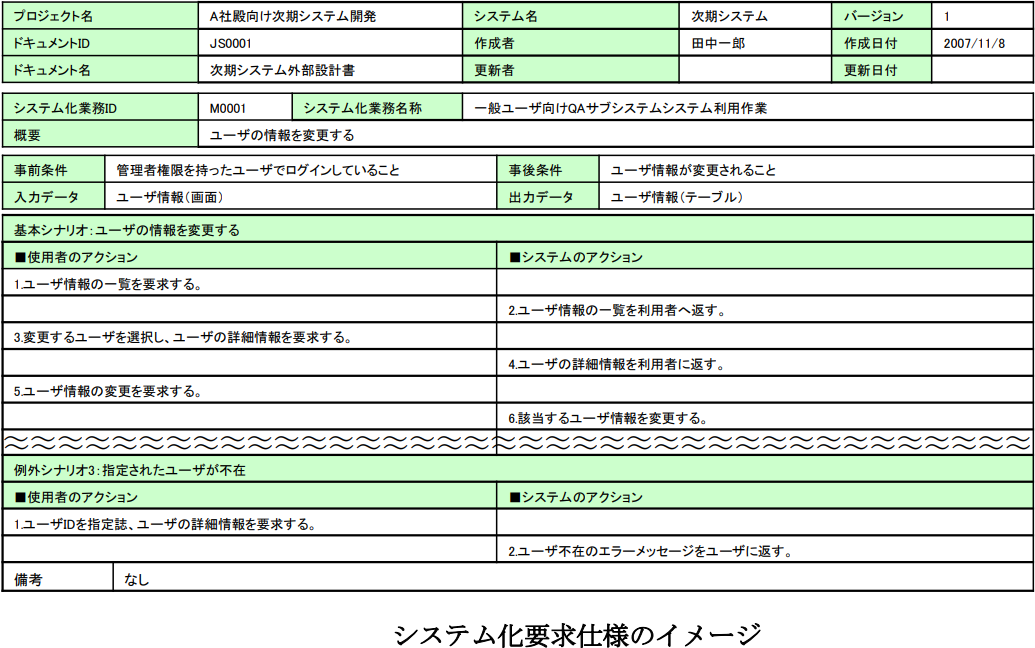 プロジェクト名 A社殿向け次期システム開発 システム名 次期システム バージョン 1
ドキュメントID JS0001 作成者 田中一郎 作成日付 2007/11/8
ドキュメント名 次期システム外部設計書 更新者 更新日付
システム化業務ID M0001 システム化業務名称 一般ユーザ向けQAサブシステムシステム利用作業
概要 ユーザの情報を変更する
事前条件 管理者権限を持ったユーザでログインしていること 事後条件 ユーザ情報が変更されること
入力データ ユーザ情報(画面) 出力データ ユーザ情報(テーブル)
基本シナリオ:ユーザの情報を変更する
■使用者のアクション ■システムのアクション
1.ユーザ情報の一覧を要求する。
2.ユーザ情報の一覧を利用者へ返す。
3.変更するユーザを選択し、ユーザの詳細情報を要求する。
4.ユーザの詳細情報を利用者に返す。
5.ユーザ情報の変更を要求する。
6.該当するユーザ情報を変更する。
例外シナリオ3:指定されたユーザが不在
■使用者のアクション ■システムのアクション
1.ユーザIDを指定誌、ユーザの詳細情報を要求する。
2.ユーザ不在のエラーメッセージをユーザに返す。
備考 なし
システム化要求仕様のイメージ